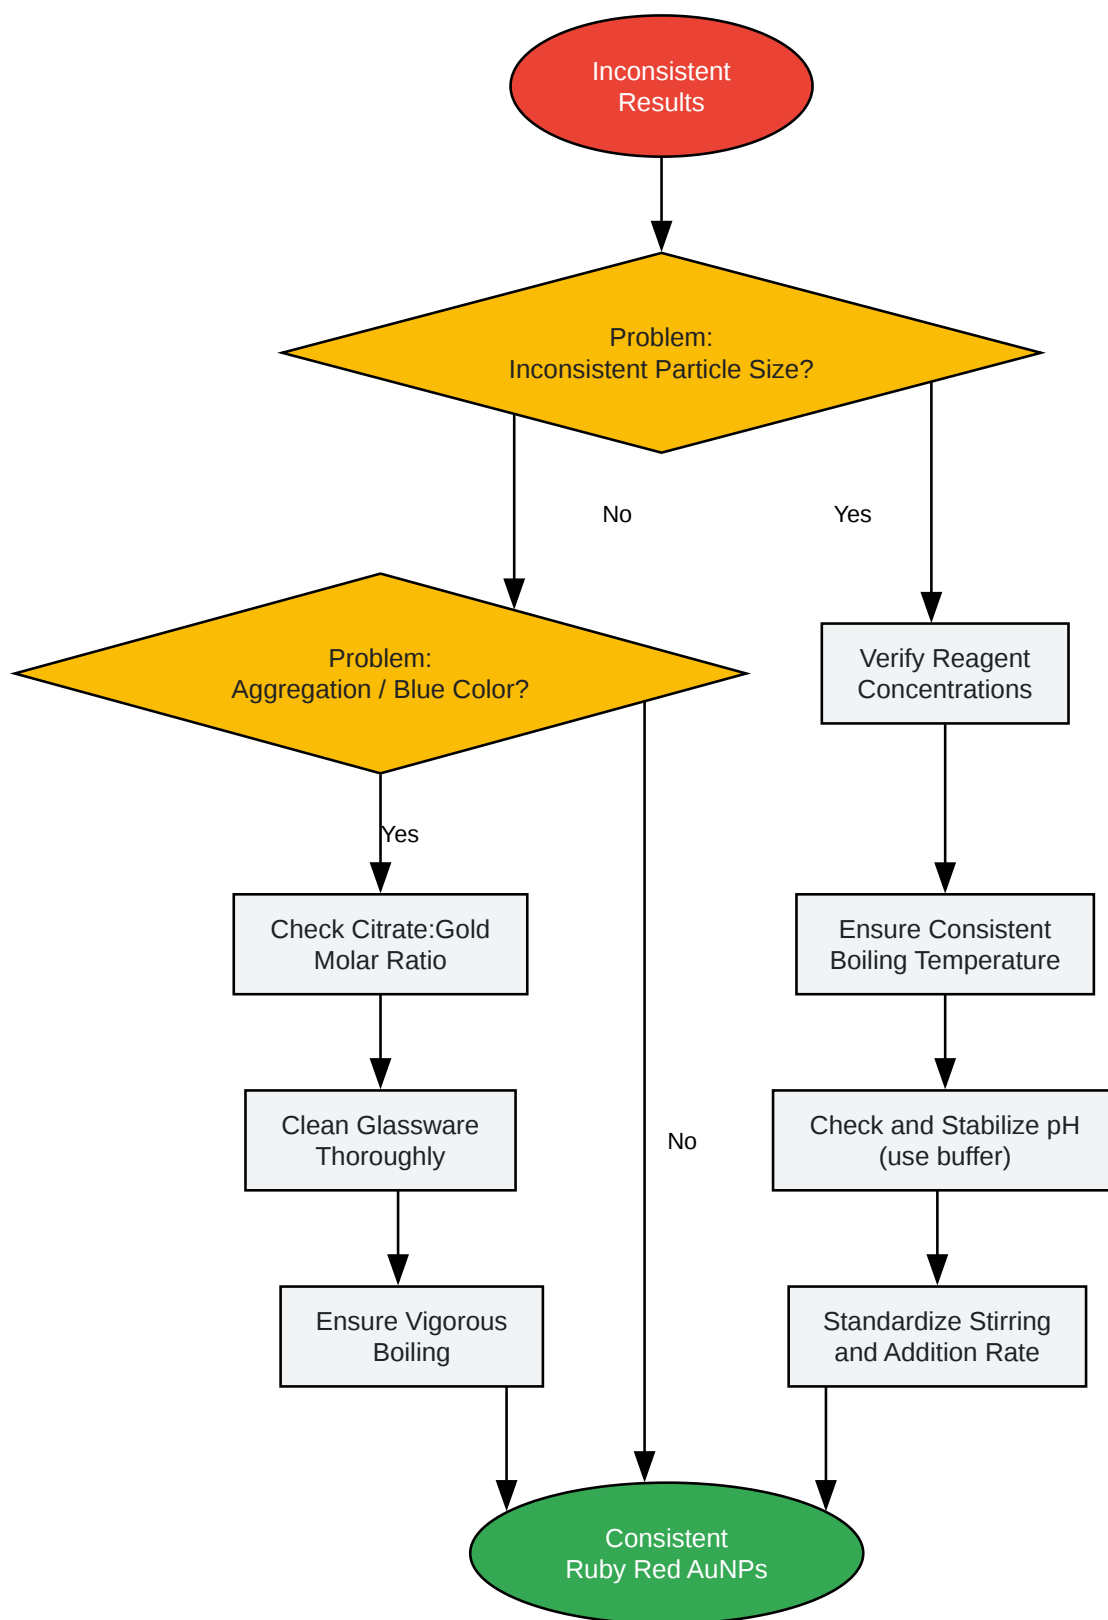 Inconsistent
Results
Problem:
Inconsistent Particle Size?
No
Yes
Problem:
Aggregation / Blue Color?
Verify Reagent
Concentrations
Yes
Check Citrate:Gold
Molar Ratio
Ensure Consistent
Boiling Temperature
Clean Glassware
Thoroughly
No
Check and Stabilize pH
(use buffer)
Ensure Vigorous
Boiling
Standardize Stirring
and Addition Rate
Consistent
Ruby Red AuNPs